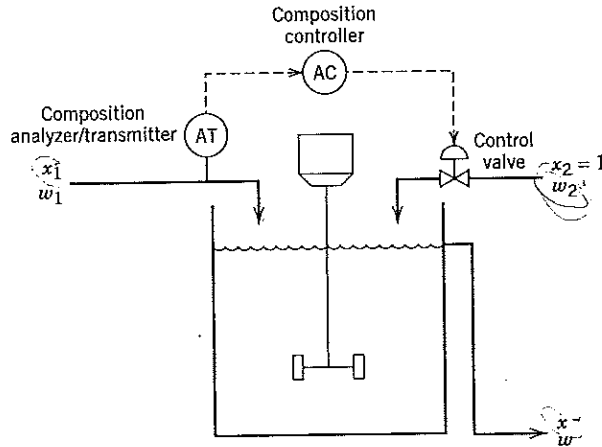 Composition
controller
AC
Composition
analyzer/transmitter
AT
Control
valve
x1
w1
x2 = 1
w2
x
w